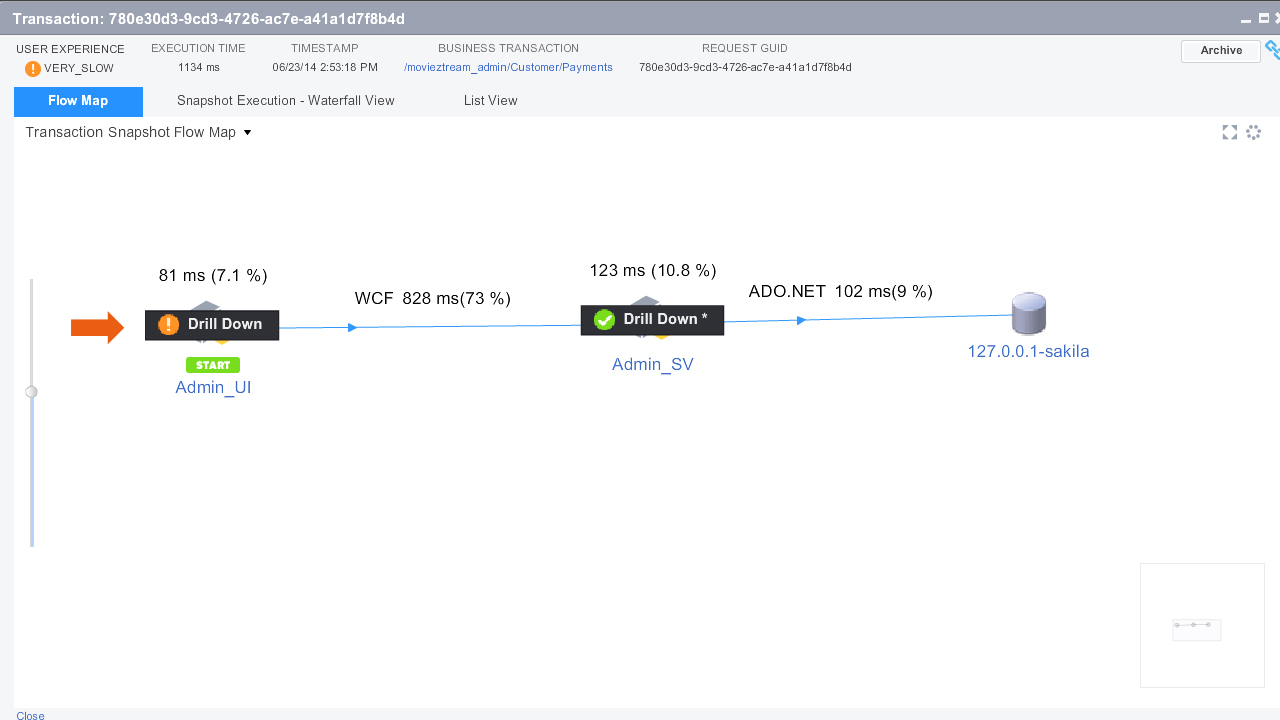 Transaction: 780e30d3-9cd3-4726-ac7e-a41a1d7f8b4d
USER EXPERIENCE EXECUTION TIME TIMESTAMP BUSINESS TRANSACTION REQUEST GUID
VERY_SLOW 1134 ms 06/23/14 2:53:18 PM /movieztream_admin/Customer/Payments 780e30d3-9cd3-4726-ac7e-a41a1d7f8b4d
Archive
Flow Map Snapshot Execution - Waterfall View List View
Transaction Snapshot Flow Map
81 ms (7.1 %)
WCF 828 ms(73 %)
123 ms (10.8 %)
ADO.NET 102 ms(9 %)
Drill Down
Drill Down *
START
Admin_UI
Admin_SV
127.0.0.1-sakila
Close